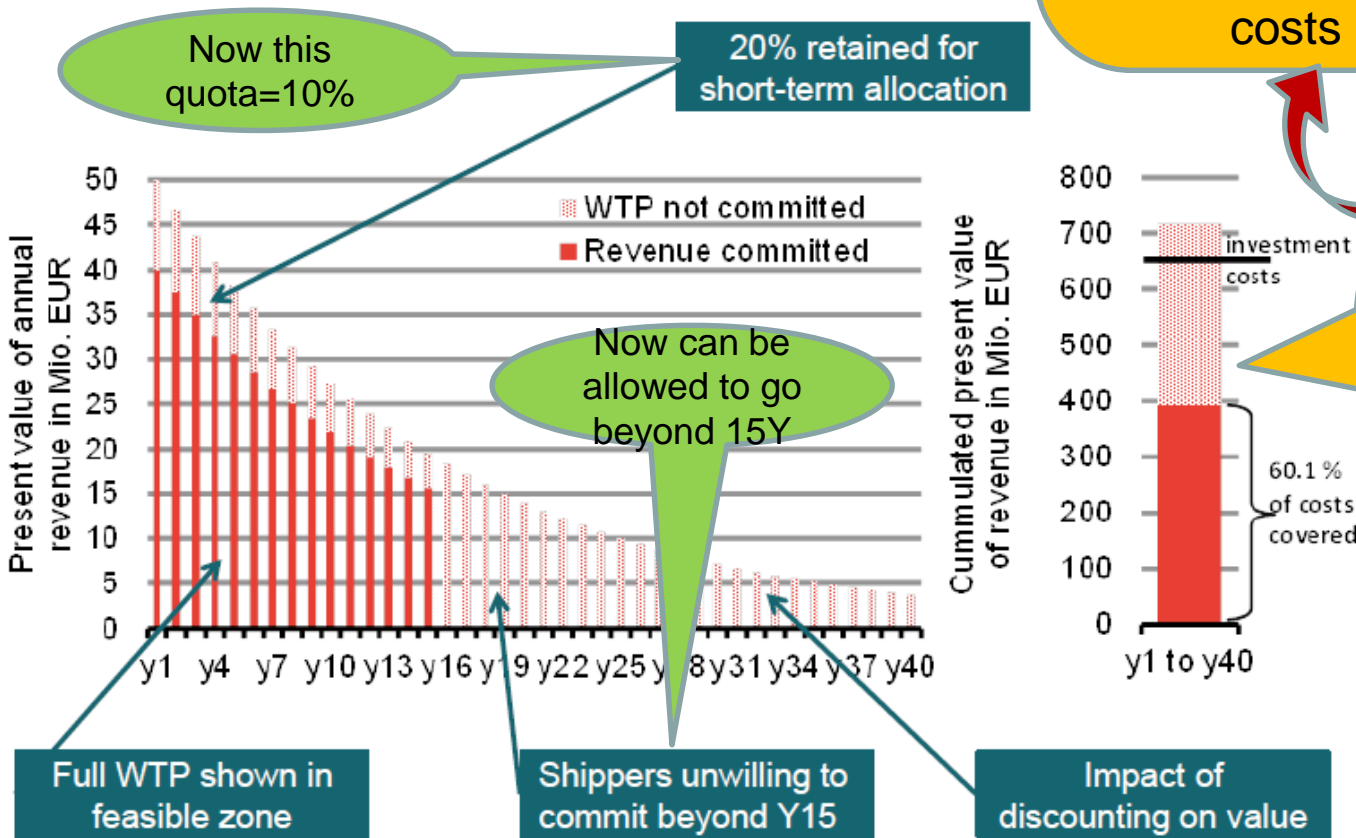 costs
Now this
quota=10%
20% retained for
short-term allocation
Present value of annual
revenue in Mio. EUR
50
45
40
35
30
25
20
15
10
5
0
WTP not committed
Revenue committed
Now can be
allowed to go
beyond 15Y
y1 y4 y7 y10 y13 y16 y19 y22 y25 y31 y34 y37 y40
Cummulated present value
of revenue in Mio. EUR
800
700
600
500
400
300
200
100
0
investment
costs
60.1 %
of costs
covered
y1 to y40
Full WTP shown in
feasible zone
Shippers unwilling to
commit beyond Y15
Impact of
discounting on value